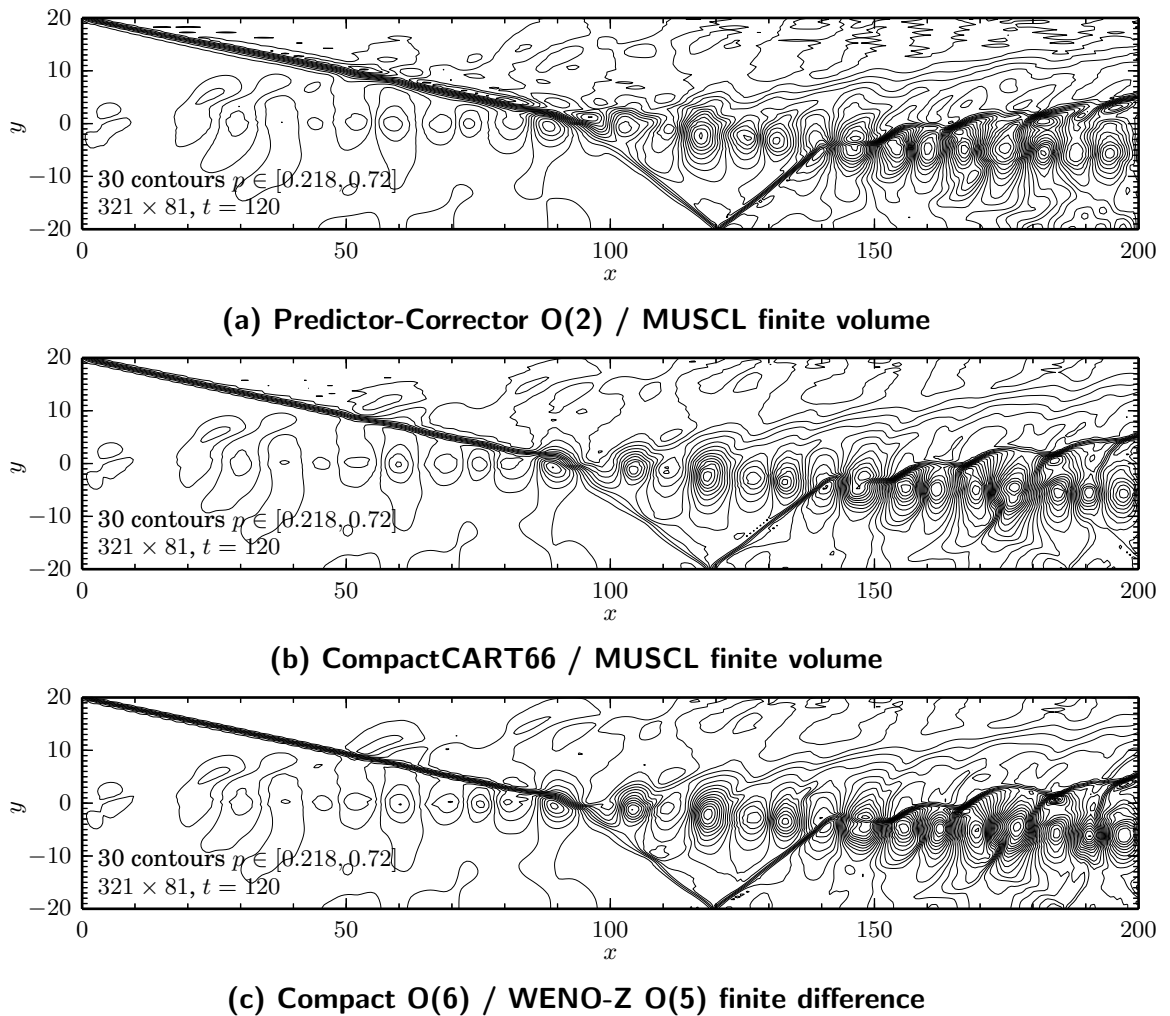 20
10
0
−10
−20
y
30 contours p ∈ [0.218, 0.72]
321 × 81, t = 120
0 50 100 150 200
x
(a) Predictor-Corrector O(2) / MUSCL finite volume
20
10
0
−10
−20
y
30 contours p ∈ [0.218, 0.72]
321 × 81, t = 120
0 50 100 150 200
x
(b) CompactCART66 / MUSCL finite volume
20
10
0
−10
−20
y
30 contours p ∈ [0.218, 0.72]
321 × 81, t = 120
0 50 100 150 200
x
(c) Compact O(6) / WENO-Z O(5) finite difference